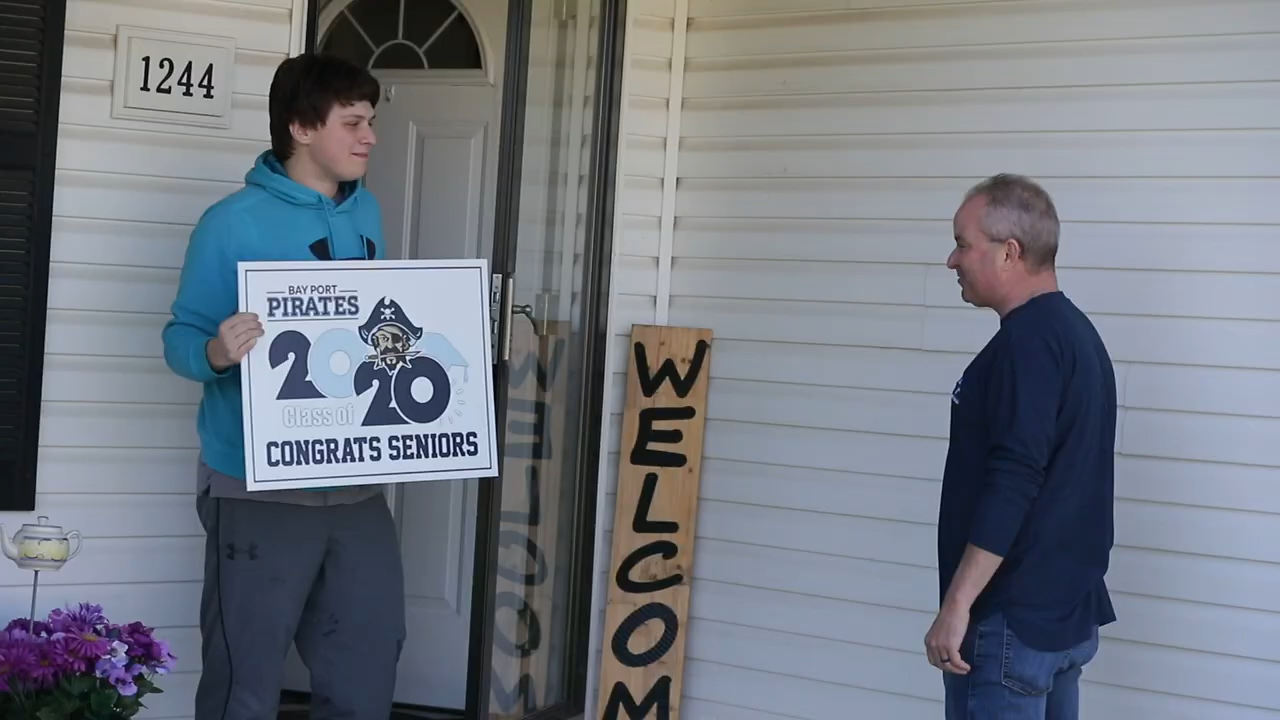 1244
BAY PORT
PIRATES
2020
Class of
CONGRATS SENIORS
WELCOM